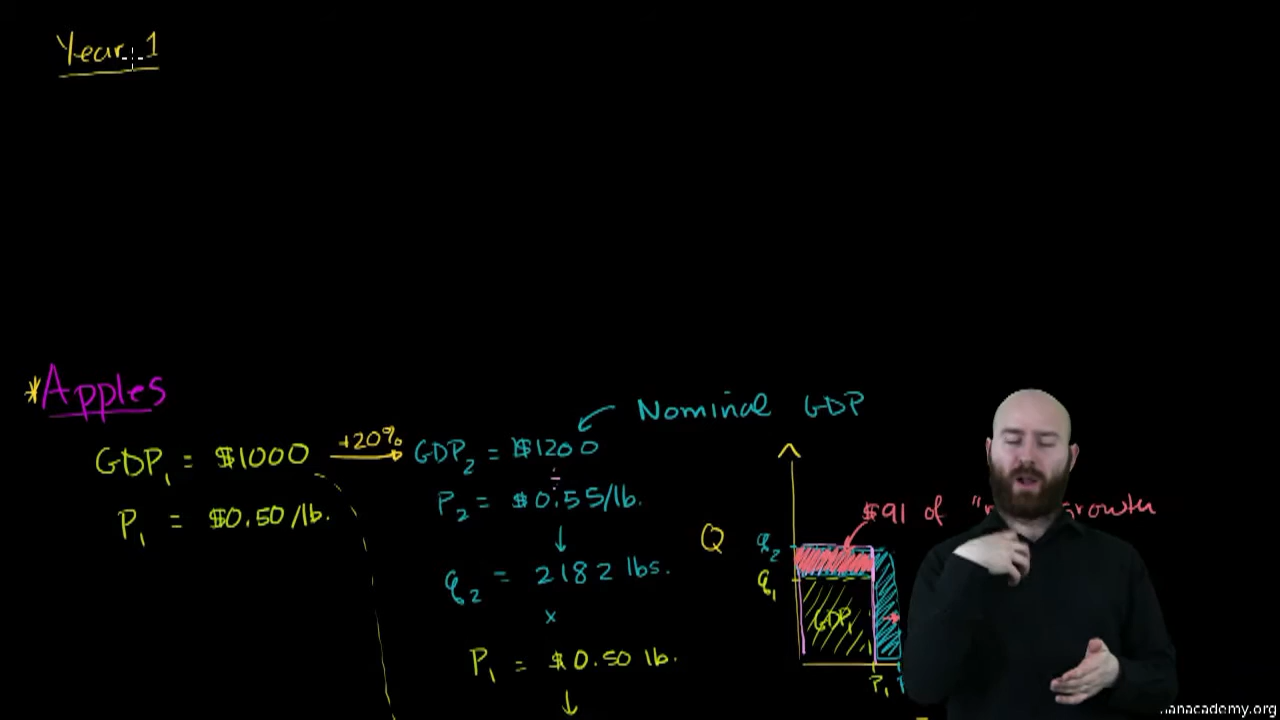 Year 1
*Apples
GDP₁ = $1000
+20%
GDP₂ = $1200
Nominal GDP
÷
P₁ = $0.50/lb.
P₂ = $0.55/lb.
$91 of
growth
Q
q₂
q₁
q₂ = 2182 lbs.
x
GDP₁
P₁ = $0.50 lb.
P₁
anacademy.org